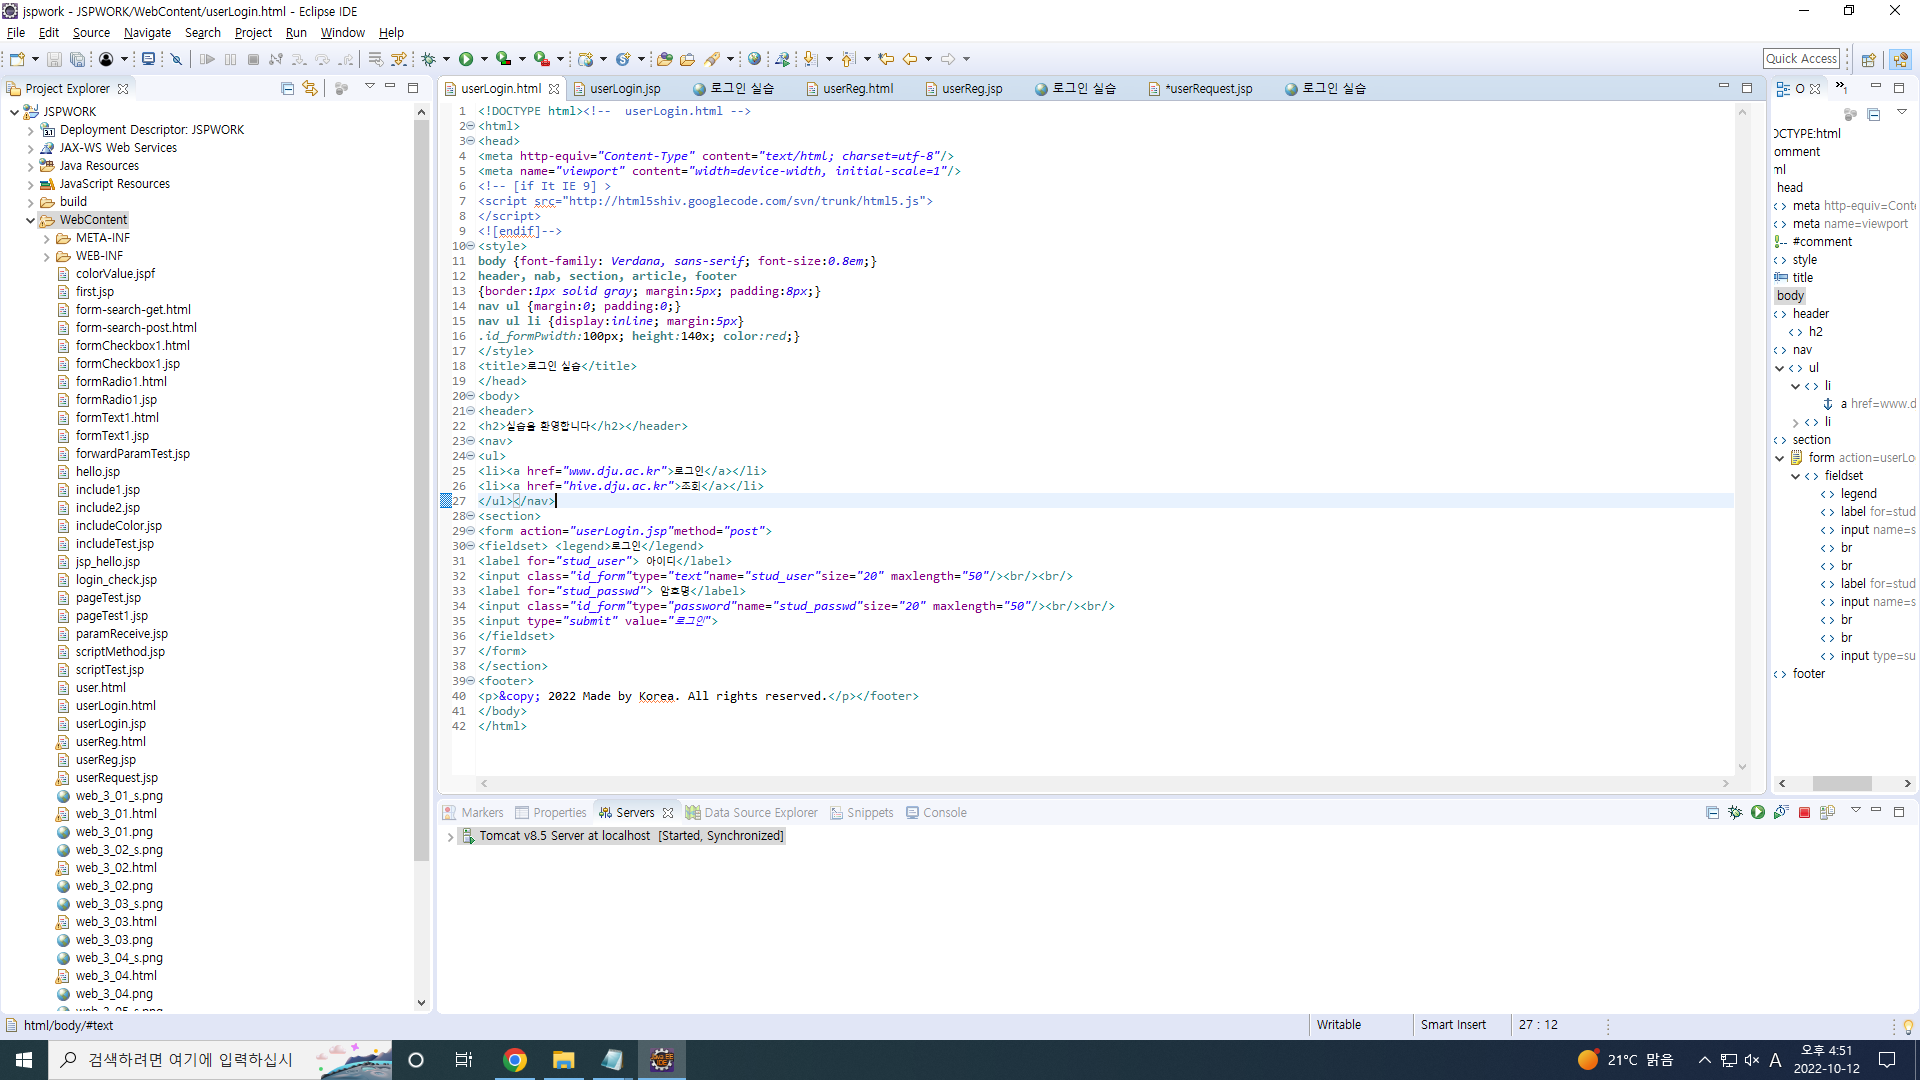 jspwork - JSPWORK/WebContent/userLogin.html - Eclipse IDE
File Edit Source Navigate Search Project Run Window Help
Quick Access
Project Explorer
JSPWORK
Deployment Descriptor: JSPWORK
JAX-WS Web Services
Java Resources
JavaScript Resources
build
WebContent
META-INF
WEB-INF
colorValue.jspf
first.jsp
form-search-get.html
form-search-post.html
formCheckbox1.html
formCheckbox1.jsp
formRadio1.html
formRadio1.jsp
formText1.html
formText1.jsp
forwardParamTest.jsp
hello.jsp
include1.jsp
include2.jsp
includeColor.jsp
includeTest.jsp
jsp_hello.jsp
login_check.jsp
pageTest.jsp
pageTest1.jsp
paramReceive.jsp
scriptMethod.jsp
scriptTest.jsp
user.html
userLogin.html
userLogin.jsp
userReg.html
userReg.jsp
userRequest.jsp
web_3_01_s.png
web_3_01.html
web_3_01.png
web_3_02_s.png
web_3_02.html
web_3_02.png
web_3_03_s.png
web_3_03.html
web_3_03.png
web_3_04_s.png
web_3_04.html
web_3_04.png
userLogin.html userLogin.jsp 로그인 실습 userReg.html userReg.jsp 로그인 실습 *userRequest.jsp 로그인 실습
1 <!DOCTYPE html><!--  userLogin.html -->
2 <html>
3 <head>
4 <meta http-equiv="Content-Type" content="text/html; charset=utf-8"/>
5 <meta name="viewport" content="width=device-width, initial-scale=1"/>
6 <!-- [if It IE 9] >
7 <script src="http://html5shiv.googlecode.com/svn/trunk/html5.js">
8 </script>
9 <![endif]-->
10 <style>
11 body {font-family: Verdana, sans-serif; font-size:0.8em;}
12 header, nab, section, article, footer
13 {border:1px solid gray; margin:5px; padding:8px;}
14 nav ul {margin:0; padding:0;}
15 nav ul li {display:inline; margin:5px}
16 .id_formPwidth:100px; height:140x; color:red;}
17 </style>
18 <title>로그인 실습</title>
19 </head>
20 <body>
21 <header>
22 <h2>실습을 환영합니다</h2></header>
23 <nav>
24 <ul>
25 <li><a href="www.dju.ac.kr">로그인</a></li>
26 <li><a href="hive.dju.ac.kr">조회</a></li>
27 </ul></nav>
28 <section>
29 <form action="userLogin.jsp"method="post">
30 <fieldset> <legend>로그인</legend>
31 <label for="stud_user"> 아이디</label>
32 <input class="id_form"type="text"name="stud_user"size="20" maxlength="50"/><br/><br/>
33 <label for="stud_passwd"> 암호명</label>
34 <input class="id_form"type="password"name="stud_passwd"size="20" maxlength="50"/><br/><br/>
35 <input type="submit" value="로그인">
36 </fieldset>
37 </form>
38 </section>
39 <footer>
40 <p>&copy; 2022 Made by Korea. All rights reserved.</p></footer>
41 </body>
42 </html>
O
OCTYPE:html
omment
ml
head
meta http-equiv=Conte
meta name=viewport
#comment
style
title
body
header
h2
nav
ul
li
a href=www.d
li
section
form action=userLo
fieldset
legend
label for=stud
input name=s
br
br
label for=stud
input name=s
br
br
input type=su
footer
Markers Properties Servers Data Source Explorer Snippets Console
Tomcat v8.5 Server at localhost [Started, Synchronized]
html/body/#text
Writable
Smart Insert
27 : 12
검색하려면 여기에 입력하십시
21°C 맑음
A
오후 4:51
2022-10-12